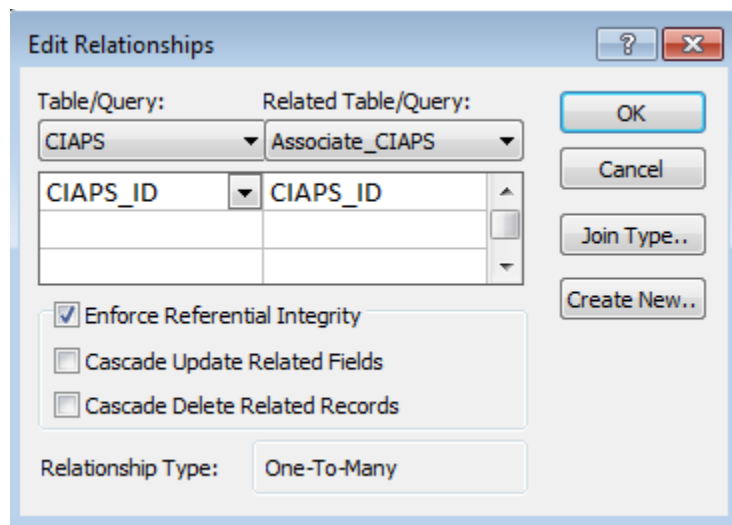 Edit Relationships
Table/Query: Related Table/Query:
CIAPS Associate_CIAPS
CIAPS_ID CIAPS_ID
Enforce Referential Integrity
Cascade Update Related Fields
Cascade Delete Related Records
Relationship Type: One-To-Many
OK
Cancel
Join Type..
Create New..